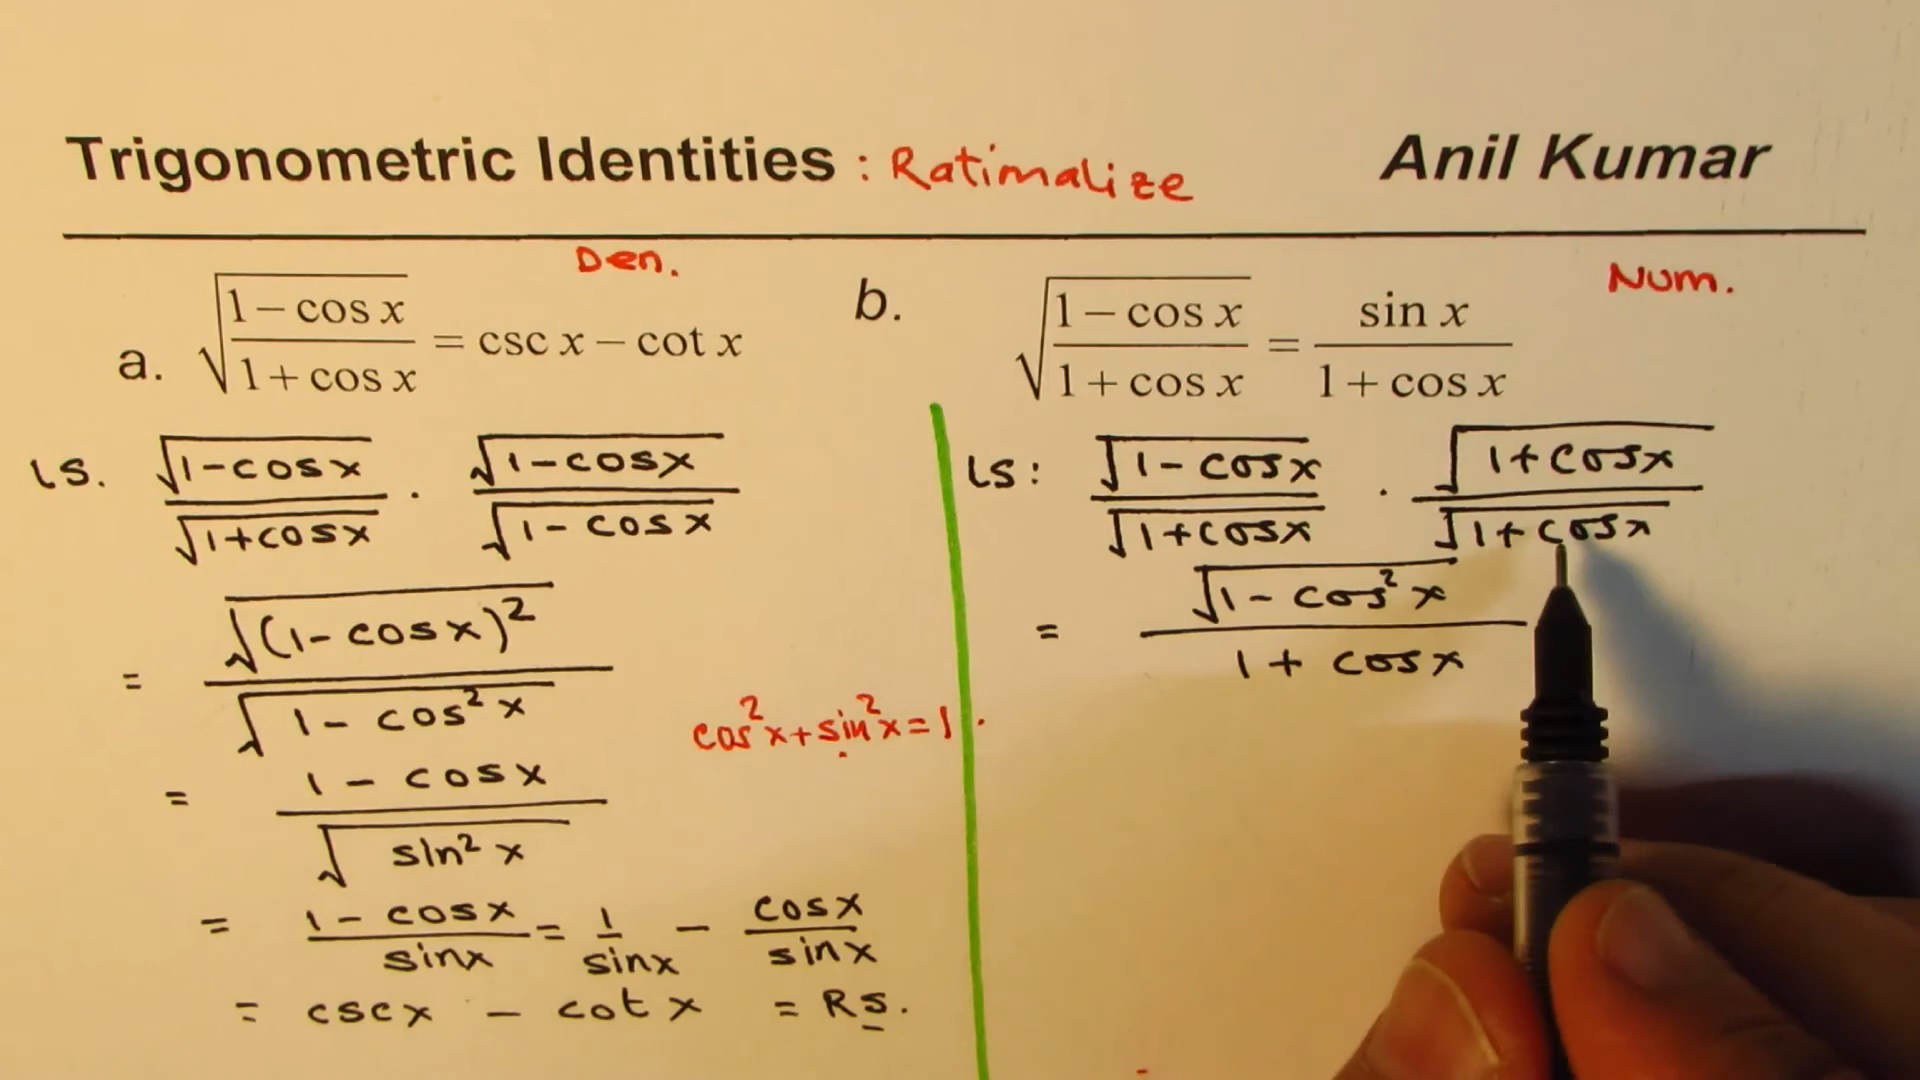 Trigonometric Identities : Rationalize Anil Kumar
Den.
Num.
a. √((1 − cos x)/(1 + cos x)) = csc x − cot x
b. √((1 − cos x)/(1 + cos x)) = sin x/(1 + cos x)
LS. √(1-cosx)/√(1+cosx) · √(1-cosx)/√(1-cosx)
= √((1-cosx)²)/√(1-cos²x)
cos²x+sin²x=1.
= (1-cosx)/√(sin²x)
= (1-cosx)/sinx = 1/sinx - cosx/sinx
= cscx - cotx = RS.
LS: √(1-cosx)/√(1+cosx) · √(1+cosx)/√(1+cosx)
= √(1-cos²x)/(1+cosx)